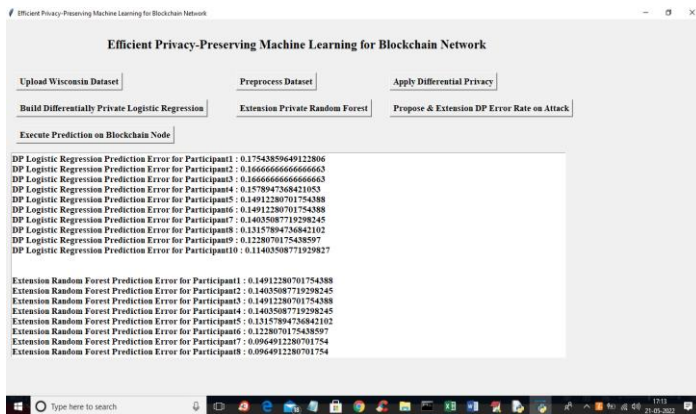 Efficient Privacy-Preserving Machine Learning for Blockchain Network
Efficient Privacy-Preserving Machine Learning for Blockchain Network
Upload Wisconsin Dataset
Preprocess Dataset
Apply Differential Privacy
Build Differentially Private Logistic Regression
Extension Private Random Forest
Propose & Extension DP Error Rate on Attack
Execute Prediction on Blockchain Node
DP Logistic Regression Prediction Error for Participant1 : 0.17543859649122806
DP Logistic Regression Prediction Error for Participant2 : 0.16666666666666663
DP Logistic Regression Prediction Error for Participant3 : 0.16666666666666663
DP Logistic Regression Prediction Error for Participant4 : 0.1578947368421053
DP Logistic Regression Prediction Error for Participant5 : 0.14912280701754388
DP Logistic Regression Prediction Error for Participant6 : 0.14912280701754388
DP Logistic Regression Prediction Error for Participant7 : 0.14035087719298245
DP Logistic Regression Prediction Error for Participant8 : 0.13157894736842102
DP Logistic Regression Prediction Error for Participant9 : 0.1228070175438597
DP Logistic Regression Prediction Error for Participant10 : 0.11403508771929827
Extension Random Forest Prediction Error for Participant1 : 0.14912280701754388
Extension Random Forest Prediction Error for Participant2 : 0.14035087719298245
Extension Random Forest Prediction Error for Participant3 : 0.14912280701754388
Extension Random Forest Prediction Error for Participant4 : 0.14035087719298245
Extension Random Forest Prediction Error for Participant5 : 0.13157894736842102
Extension Random Forest Prediction Error for Participant6 : 0.1228070175438597
Extension Random Forest Prediction Error for Participant7 : 0.0964912280701754
Extension Random Forest Prediction Error for Participant8 : 0.0964912280701754
Type here to search
17:13
21-05-2022